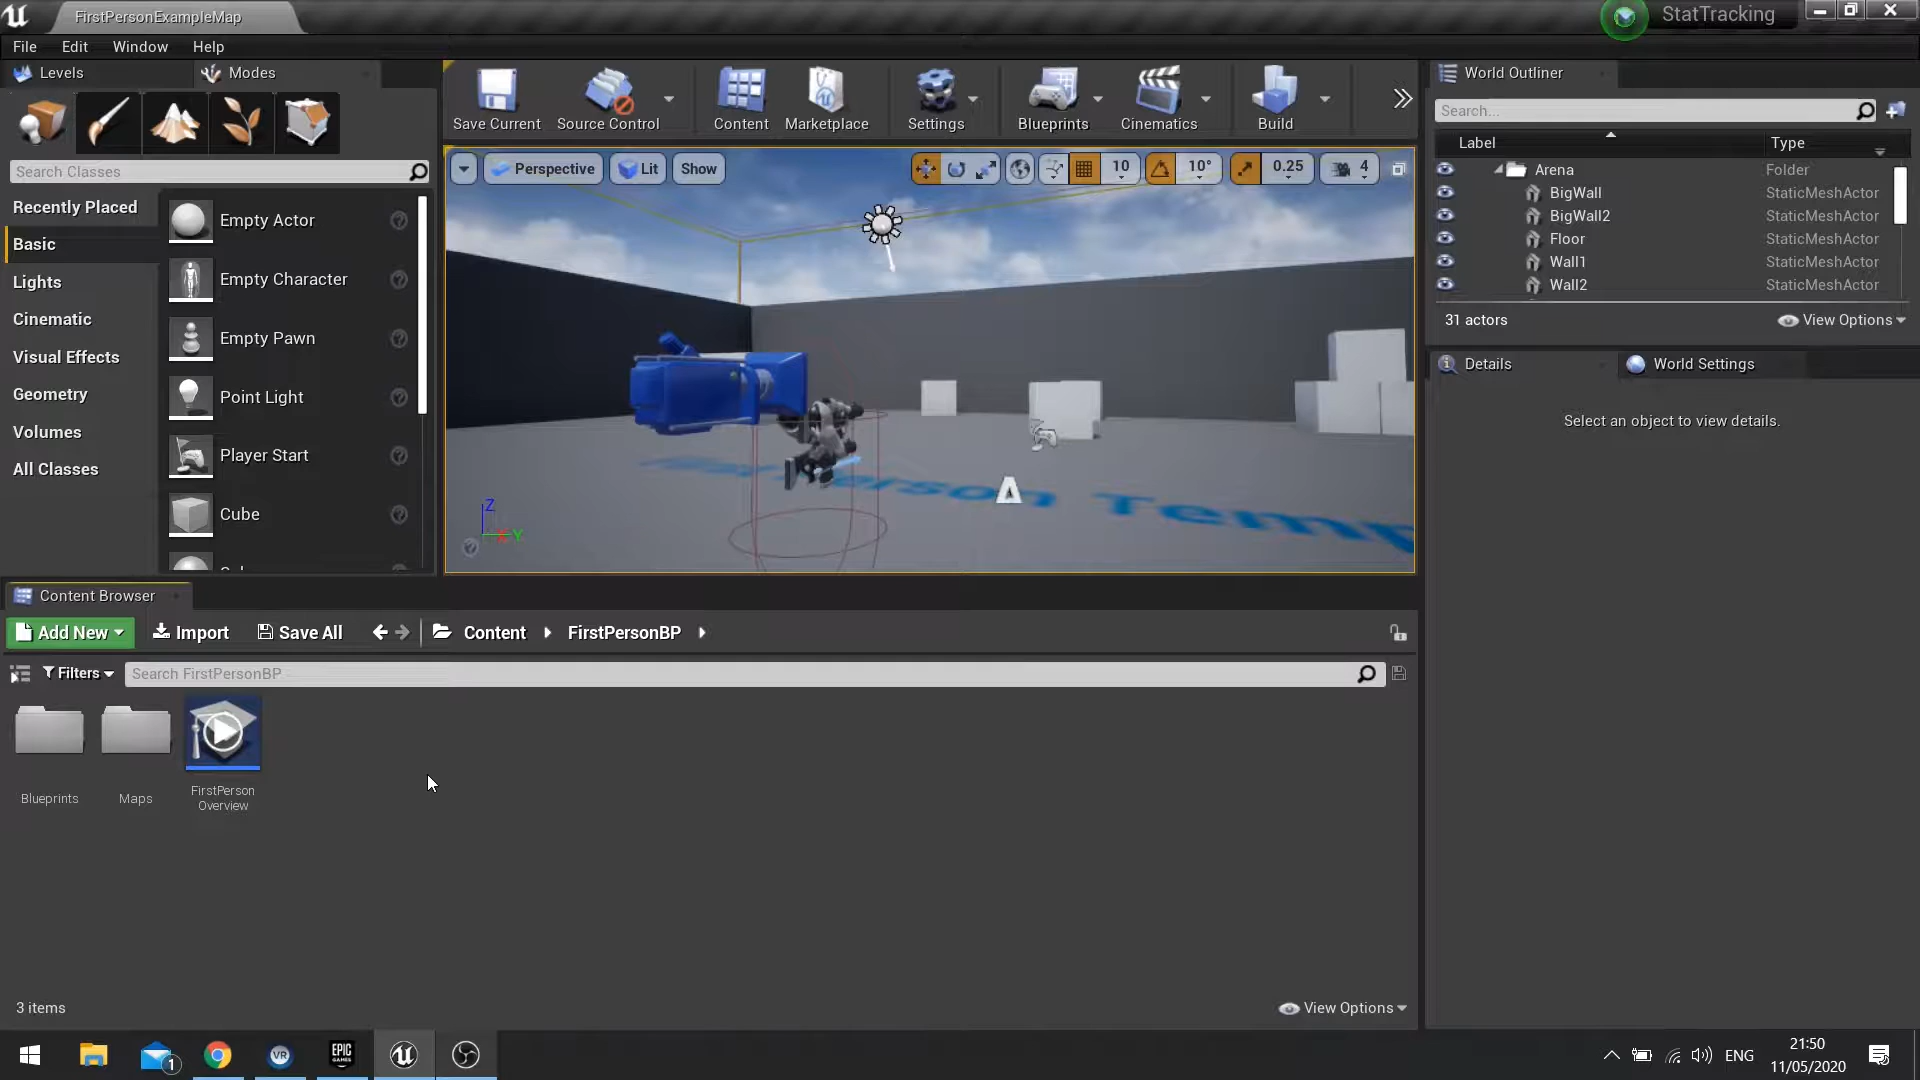 FirstPersonExampleMap
StatTracking
File Edit Window Help
Levels Modes
Save Current Source Control Content Marketplace Settings Blueprints Cinematics Build
World Outliner
Search...
Label Type
Arena Folder
BigWall StaticMeshActor
BigWall2 StaticMeshActor
Floor StaticMeshActor
Wall1 StaticMeshActor
Wall2 StaticMeshActor
31 actors View Options
Search Classes
Recently Placed
Basic
Lights
Cinematic
Visual Effects
Geometry
Volumes
All Classes
Empty Actor
Empty Character
Empty Pawn
Point Light
Player Start
Cube
Perspective Lit Show 10 10° 0.25 4
Z
X Y
Details World Settings
Select an object to view details.
Content Browser
Add New Import Save All Content FirstPersonBP
Filters Search FirstPersonBP
Blueprints Maps FirstPerson
Overview
3 items View Options
1 VR EPIC GAMES ENG
21:50
11/05/2020